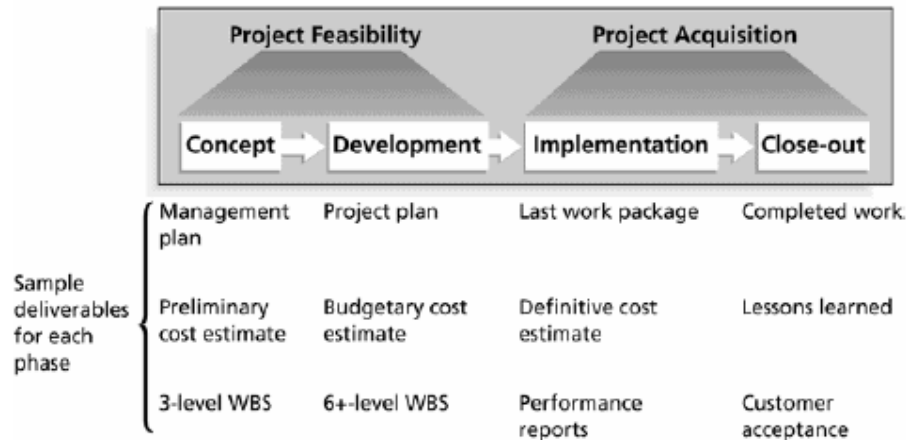 Project Feasibility
Project Acquisition
Concept
Development
Implementation
Close-out
Sample
deliverables
for each
phase
Management
plan
Project plan
Last work package
Completed work
Preliminary
cost estimate
Budgetary cost
estimate
Definitive cost
estimate
Lessons learned
3-level WBS
6+-level WBS
Performance
reports
Customer
acceptance